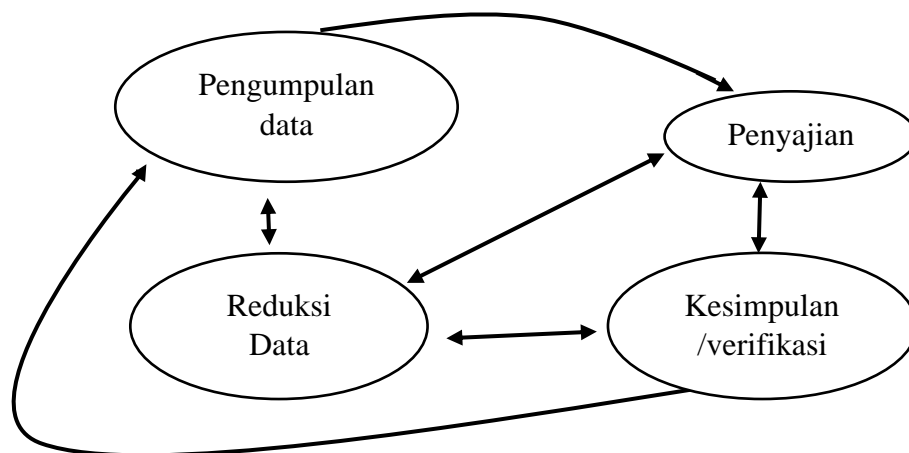 Pengumpulan
data
Penyajian
Reduksi
Data
Kesimpulan
/verifikasi